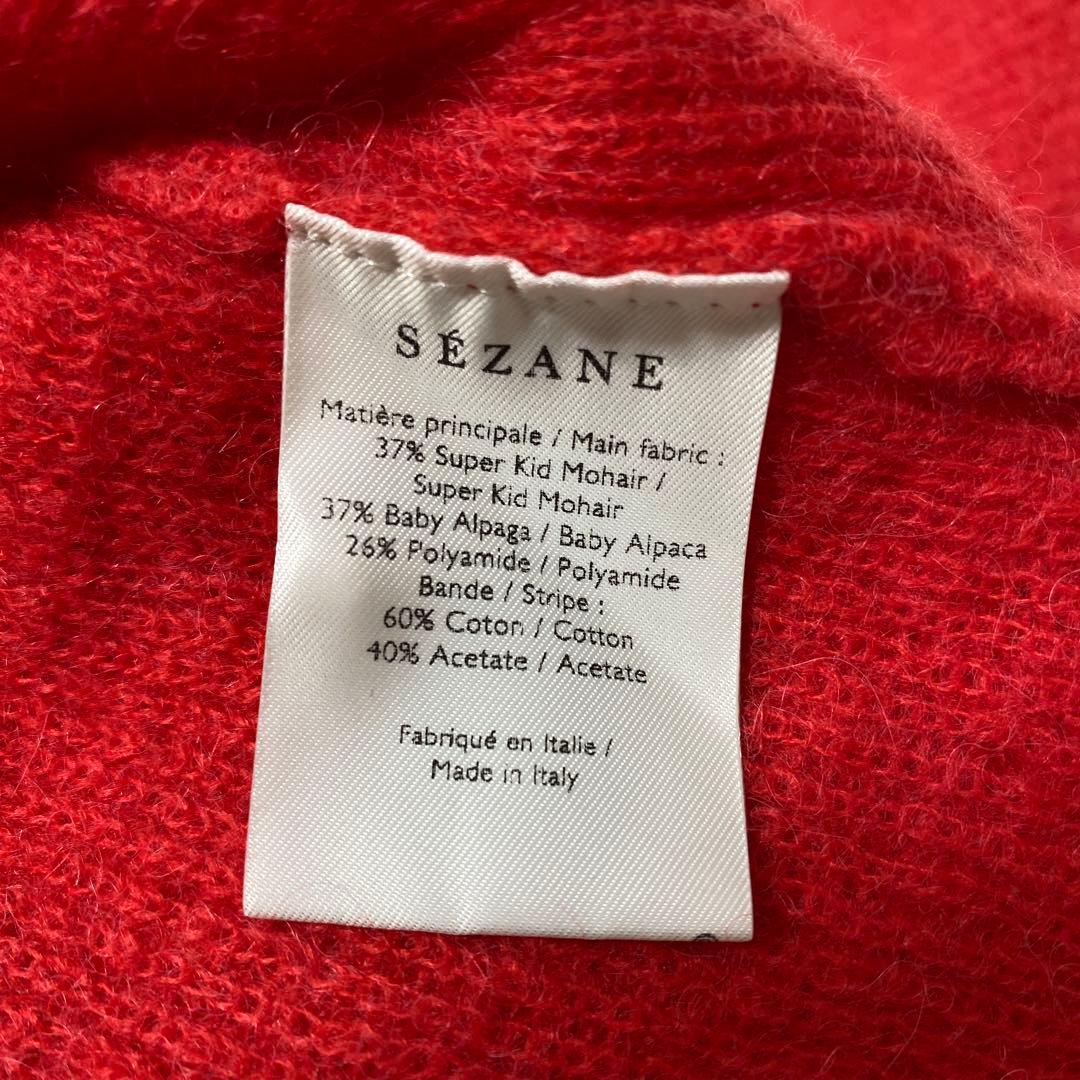 SÉZANE
Matière principale / Main fabric :
37% Super Kid Mohair /
Super Kid Mohair
37% Baby Alpaga / Baby Alpaca
26% Polyamide / Polyamide
Bande / Stripe :
60% Coton / Cotton
40% Acetate / Acetate
Fabriqué en Italie /
Made in Italy